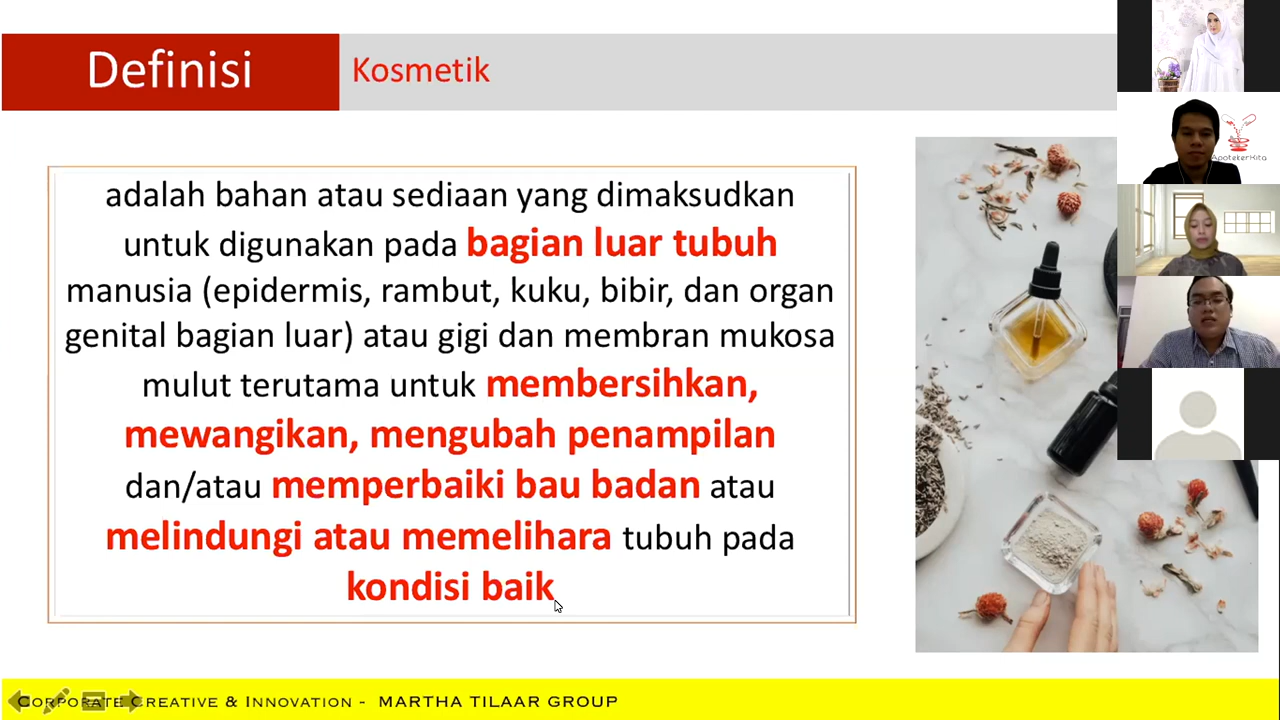 Definisi
Kosmetik
adalah bahan atau sediaan yang dimaksudkan
untuk digunakan pada bagian luar tubuh
manusia (epidermis, rambut, kuku, bibir, dan organ
genital bagian luar) atau gigi dan membran mukosa
mulut terutama untuk membersihkan,
mewangikan, mengubah penampilan
dan/atau memperbaiki bau badan atau
melindungi atau memelihara tubuh pada
kondisi baik
Corporate Creative & Innovation - MARTHA TILAAR GROUP
ApotekerKita